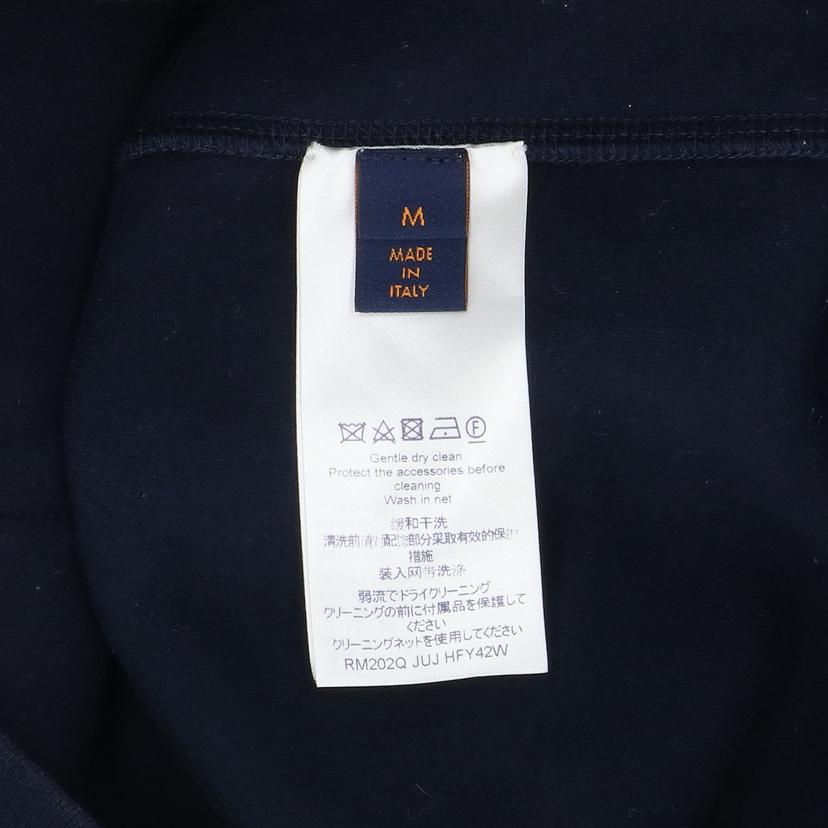 M
MADE
IN
ITALY
F
Gentle dry clean
Protect the accessories before
cleaning
Wash in net
缓和干洗
清洗前请对配件部分采取有效的保护
措施
装入网袋洗涤
弱流でドライクリーニング
クリーニングの前に付属品を保護して
ください
クリーニングネットを使用してください
RM202Q JUJ HFY42W